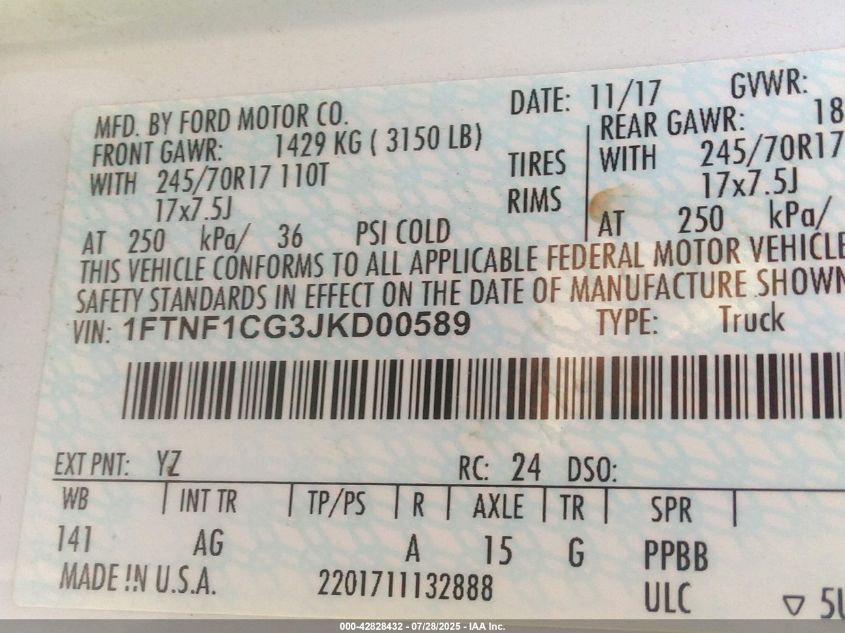 MFD. BY FORD MOTOR CO.
DATE: 11/17 GVWR:
FRONT GAWR: 1429 KG ( 3150 LB)
REAR GAWR: 18
WITH 245/70R17 110T TIRES WITH 245/70R17
17x7.5J RIMS 17x7.5J
AT 250 kPa/ 36 PSI COLD AT 250 kPa/
THIS VEHICLE CONFORMS TO ALL APPLICABLE FEDERAL MOTOR VEHICLE
SAFETY STANDARDS IN EFFECT ON THE DATE OF MANUFACTURE SHOWN
VIN: 1FTNF1CG3JKD00589 TYPE: Truck
EXT PNT: YZ RC: 24 DSO:
WB INT TR TP/PS R AXLE TR SPR
141 AG A 15 G PPBB
MADE IN U.S.A. 2201711132888 ULC ▽ 5U
000-42828432 - 07/28/2025 - IAA Inc.